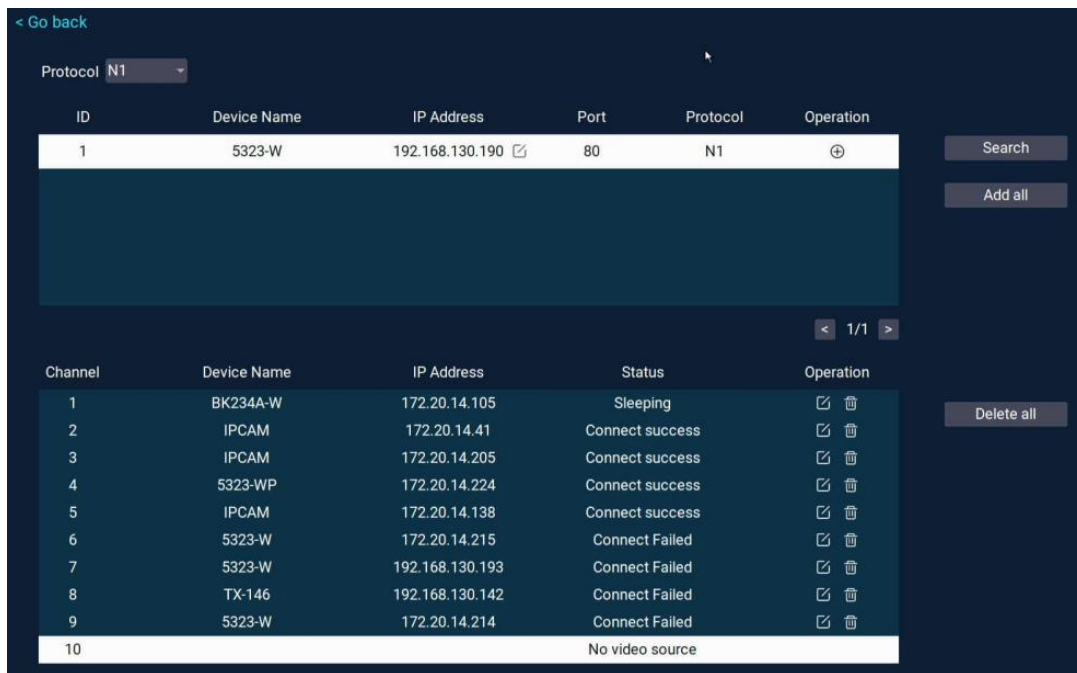 < Go back
Protocol N1
ID Device Name IP Address Port Protocol Operation
1 5323-W 192.168.130.190 80 N1
Search
Add all
< 1/1 >
Channel Device Name IP Address Status Operation
1 BK234A-W 172.20.14.105 Sleeping
Delete all
2 IPCAM 172.20.14.41 Connect success
3 IPCAM 172.20.14.205 Connect success
4 5323-WP 172.20.14.224 Connect success
5 IPCAM 172.20.14.138 Connect success
6 5323-W 172.20.14.215 Connect Failed
7 5323-W 192.168.130.193 Connect Failed
8 TX-146 192.168.130.142 Connect Failed
9 5323-W 172.20.14.214 Connect Failed
10 No video source